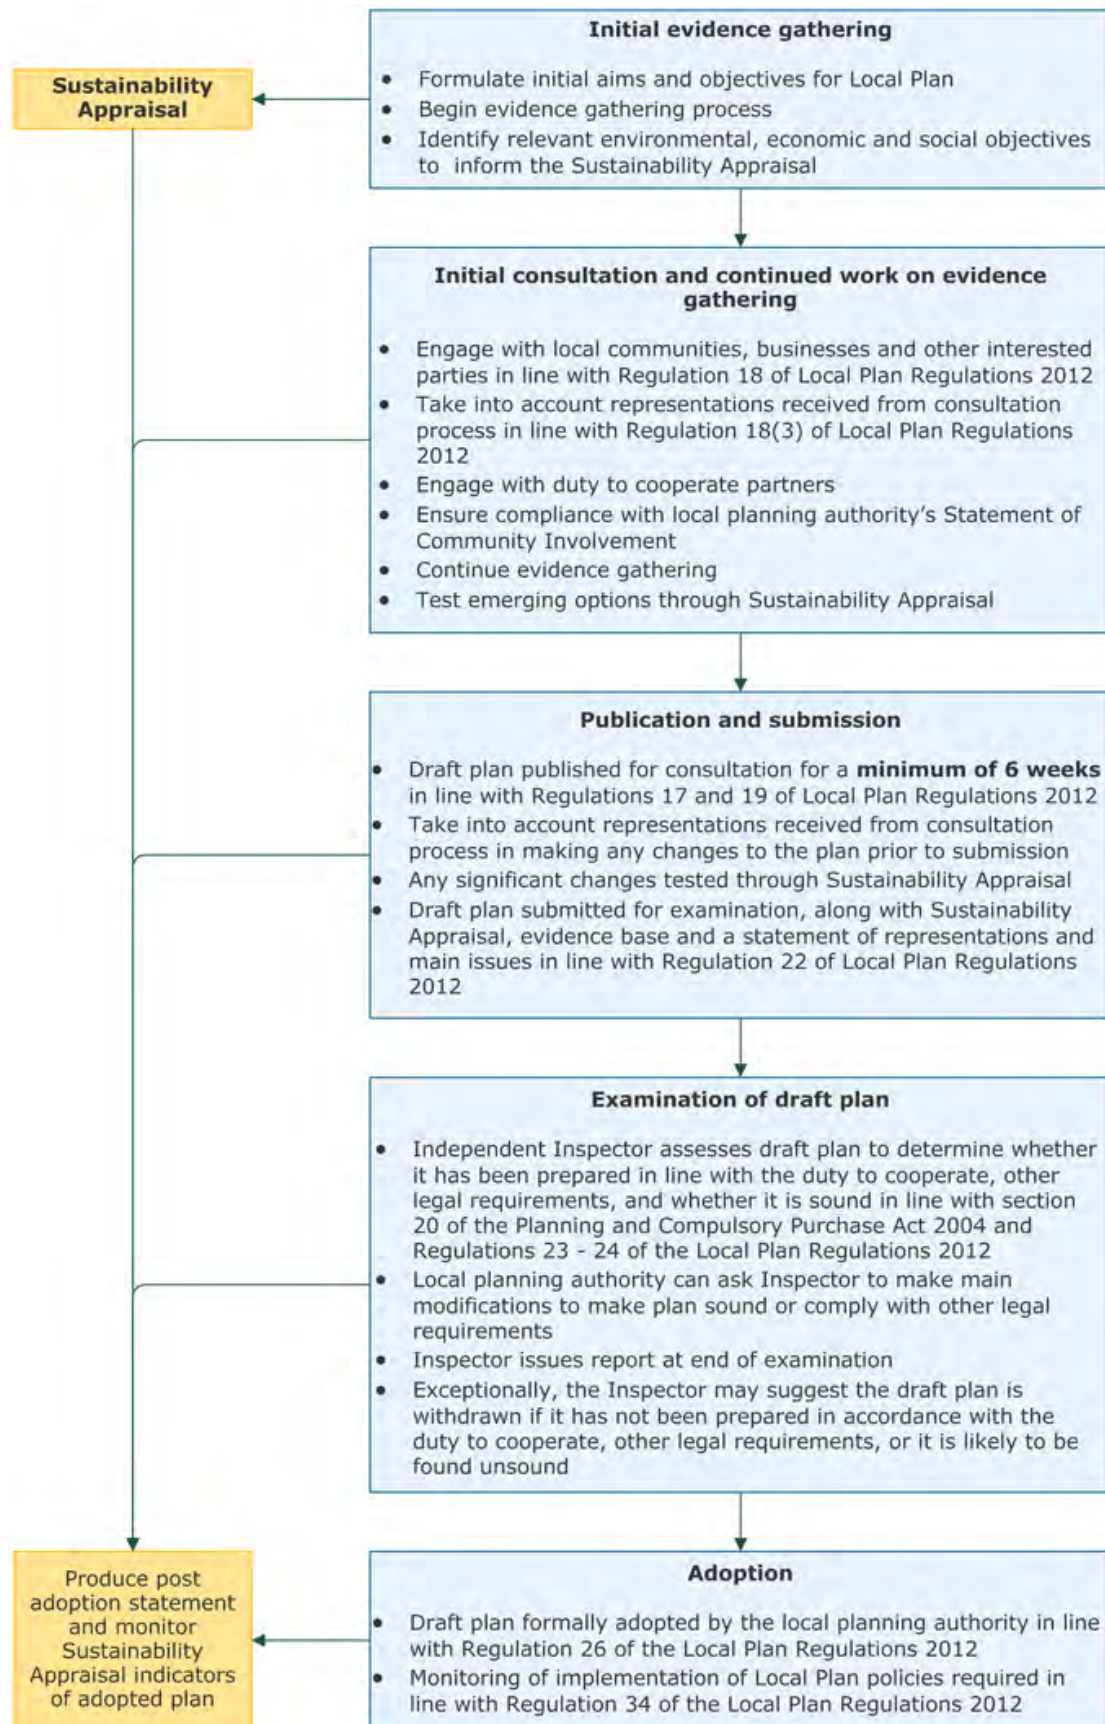 Initial evidence gathering
Sustainability
Appraisal
• Formulate initial aims and objectives for Local Plan
• Begin evidence gathering process
• Identify relevant environmental, economic and social objectives
to inform the Sustainability Appraisal
Initial consultation and continued work on evidence
gathering
• Engage with local communities, businesses and other interested
parties in line with Regulation 18 of Local Plan Regulations 2012
• Take into account representations received from consultation
process in line with Regulation 18(3) of Local Plan Regulations
2012
• Engage with duty to cooperate partners
• Ensure compliance with local planning authority's Statement of
Community Involvement
• Continue evidence gathering
• Test emerging options through Sustainability Appraisal
Publication and submission
• Draft plan published for consultation for a minimum of 6 weeks
in line with Regulations 17 and 19 of Local Plan Regulations 2012
• Take into account representations received from consultation
process in making any changes to the plan prior to submission
• Any significant changes tested through Sustainability Appraisal
• Draft plan submitted for examination, along with Sustainability
Appraisal, evidence base and a statement of representations and
main issues in line with Regulation 22 of Local Plan Regulations
2012
Examination of draft plan
• Independent Inspector assesses draft plan to determine whether
it has been prepared in line with the duty to cooperate, other
legal requirements, and whether it is sound in line with section
20 of the Planning and Compulsory Purchase Act 2004 and
Regulations 23 - 24 of the Local Plan Regulations 2012
• Local planning authority can ask Inspector to make main
modifications to make plan sound or comply with other legal
requirements
• Inspector issues report at end of examination
• Exceptionally, the Inspector may suggest the draft plan is
withdrawn if it has not been prepared in accordance with the
duty to cooperate, other legal requirements, or it is likely to be
found unsound
Produce post
adoption statement
and monitor
Sustainability
Appraisal indicators
of adopted plan
Adoption
• Draft plan formally adopted by the local planning authority in line
with Regulation 26 of the Local Plan Regulations 2012
• Monitoring of implementation of Local Plan policies required in
line with Regulation 34 of the Local Plan Regulations 2012